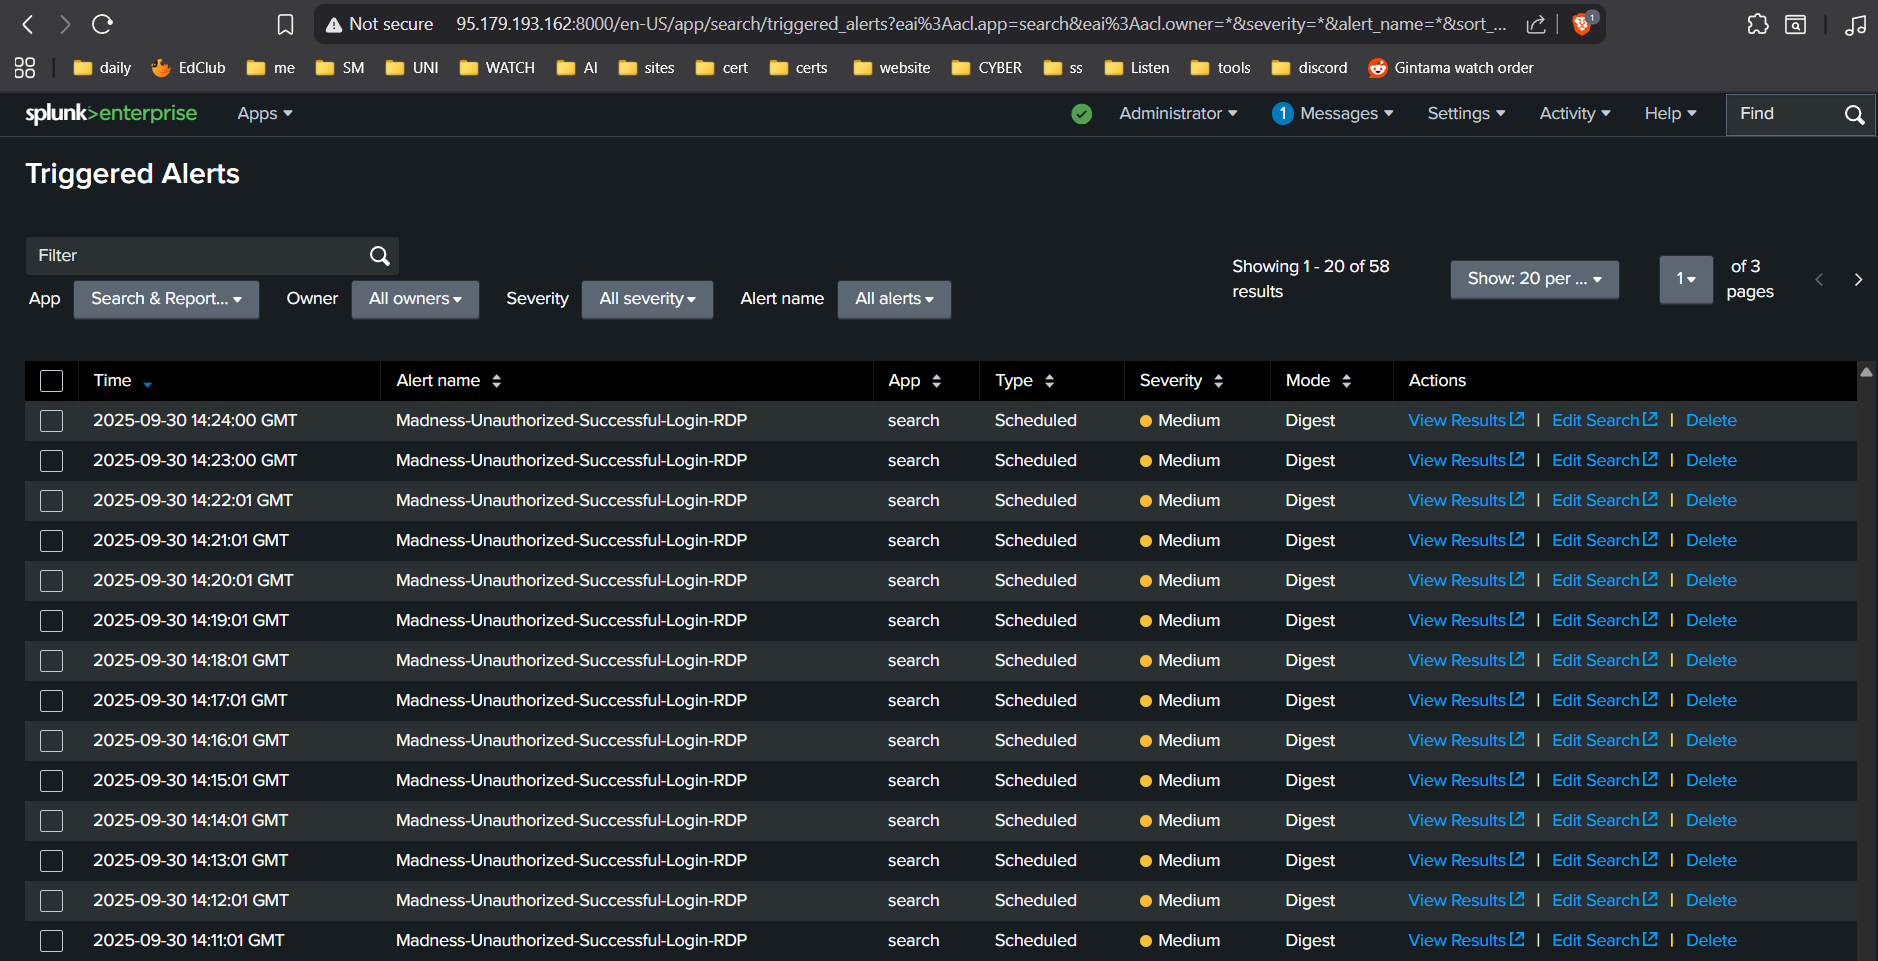 Not secure 95.179.193.162:8000/en-US/app/search/triggered_alerts?eai%3Aacl.app=search&eai%3Aacl.owner=*&severity=*&alert_name=*&sort_... 1
daily EdClub me SM UNI WATCH AI sites cert certs website CYBER ss Listen tools discord Gintama watch order
splunk>enterprise Apps Administrator 1 Messages Settings Activity Help Find
Triggered Alerts
Filter
Showing 1 - 20 of 58 results
Show: 20 per ...
1
of 3 pages
App Search & Report... Owner All owners Severity All severity Alert name All alerts
Time Alert name App Type Severity Mode Actions
2025-09-30 14:24:00 GMT Madness-Unauthorized-Successful-Login-RDP search Scheduled Medium Digest View Results | Edit Search | Delete
2025-09-30 14:23:00 GMT Madness-Unauthorized-Successful-Login-RDP search Scheduled Medium Digest View Results | Edit Search | Delete
2025-09-30 14:22:01 GMT Madness-Unauthorized-Successful-Login-RDP search Scheduled Medium Digest View Results | Edit Search | Delete
2025-09-30 14:21:01 GMT Madness-Unauthorized-Successful-Login-RDP search Scheduled Medium Digest View Results | Edit Search | Delete
2025-09-30 14:20:01 GMT Madness-Unauthorized-Successful-Login-RDP search Scheduled Medium Digest View Results | Edit Search | Delete
2025-09-30 14:19:01 GMT Madness-Unauthorized-Successful-Login-RDP search Scheduled Medium Digest View Results | Edit Search | Delete
2025-09-30 14:18:01 GMT Madness-Unauthorized-Successful-Login-RDP search Scheduled Medium Digest View Results | Edit Search | Delete
2025-09-30 14:17:01 GMT Madness-Unauthorized-Successful-Login-RDP search Scheduled Medium Digest View Results | Edit Search | Delete
2025-09-30 14:16:01 GMT Madness-Unauthorized-Successful-Login-RDP search Scheduled Medium Digest View Results | Edit Search | Delete
2025-09-30 14:15:01 GMT Madness-Unauthorized-Successful-Login-RDP search Scheduled Medium Digest View Results | Edit Search | Delete
2025-09-30 14:14:01 GMT Madness-Unauthorized-Successful-Login-RDP search Scheduled Medium Digest View Results | Edit Search | Delete
2025-09-30 14:13:01 GMT Madness-Unauthorized-Successful-Login-RDP search Scheduled Medium Digest View Results | Edit Search | Delete
2025-09-30 14:12:01 GMT Madness-Unauthorized-Successful-Login-RDP search Scheduled Medium Digest View Results | Edit Search | Delete
2025-09-30 14:11:01 GMT Madness-Unauthorized-Successful-Login-RDP search Scheduled Medium Digest View Results | Edit Search | Delete